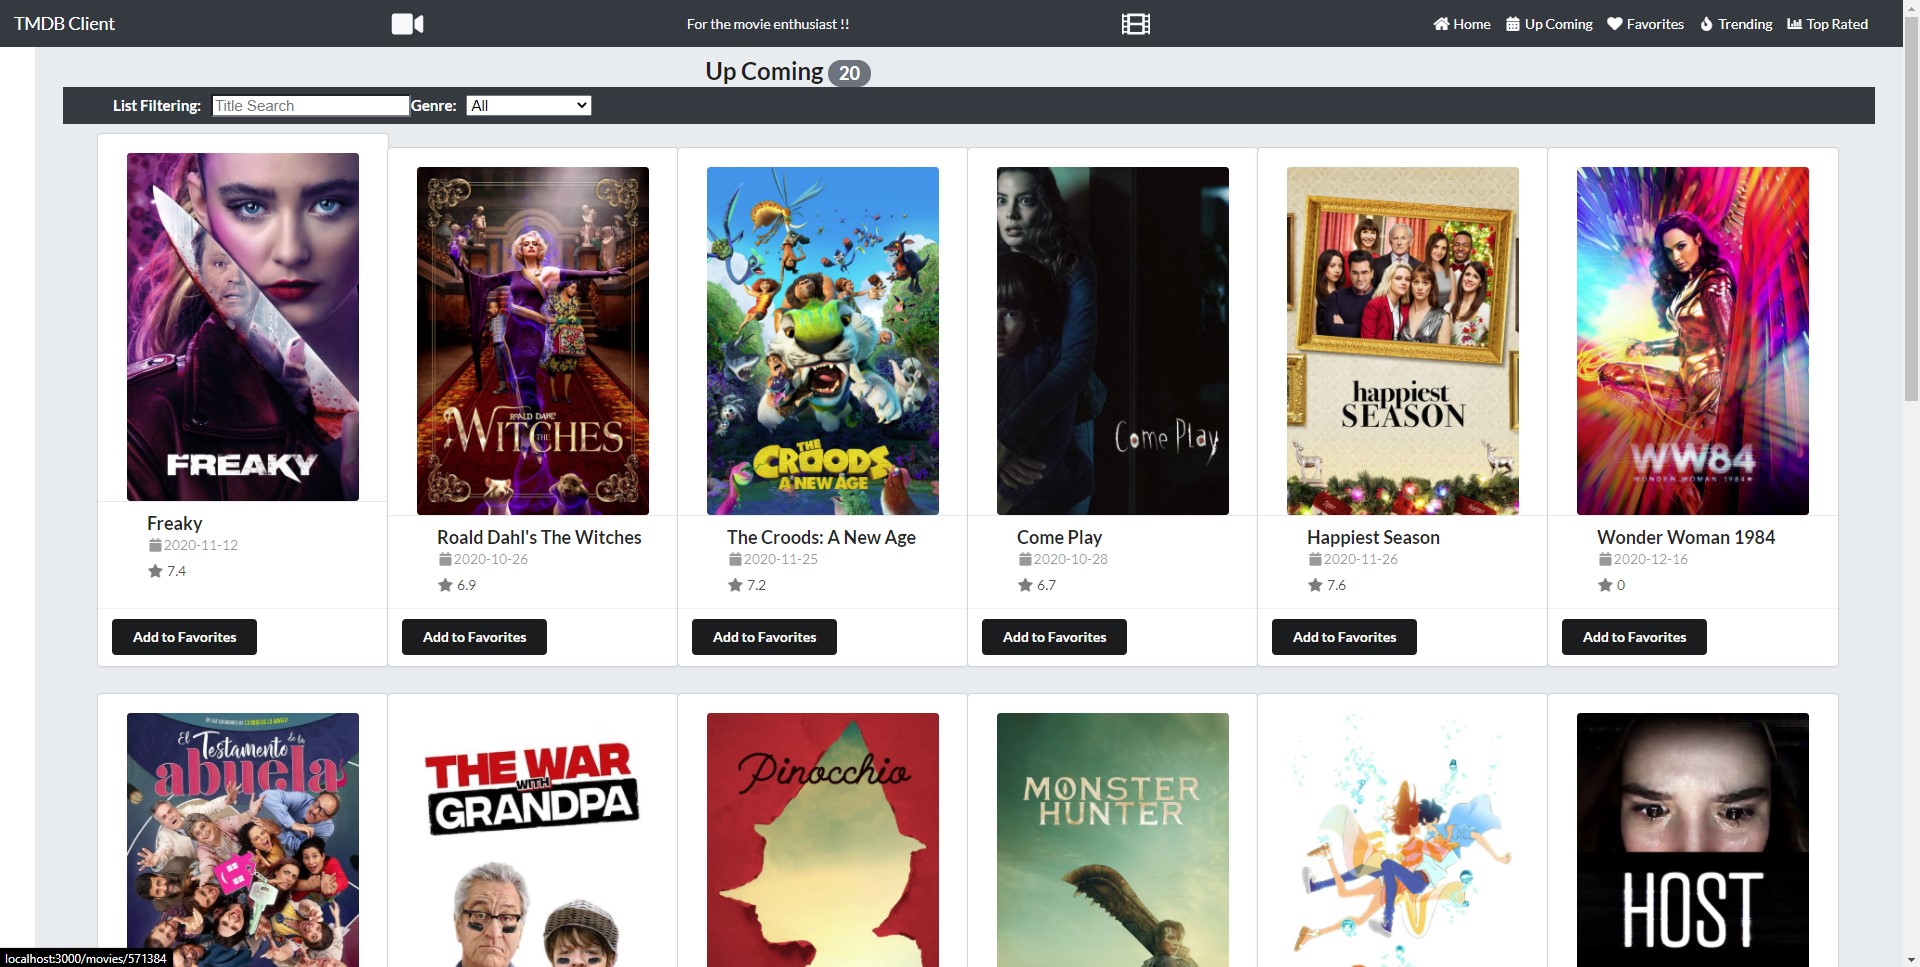 TMDB Client
For the movie enthusiast !!
Home
Up Coming
Favorites
Trending
Top Rated
Up Coming 20
List Filtering:
Title Search
Genre:
All
FREAKY
ROALD DAHL'S
THE
WITCHES
THE
CROODS
A NEW AGE
Come Play
happiest
SEASON
WW84
WONDER WOMAN 1984
Freaky
2020-11-12
7.4
Add to Favorites
Roald Dahl's The Witches
2020-10-26
6.9
Add to Favorites
The Croods: A New Age
2020-11-25
7.2
Add to Favorites
Come Play
2020-10-28
6.7
Add to Favorites
Happiest Season
2020-11-26
7.6
Add to Favorites
Wonder Woman 1984
2020-12-16
0
Add to Favorites
El Testamento de la
abuela
THE WAR
WITH
GRANDPA
Pinocchio
MONSTER
HUNTER
HOST
localhost:3000/movies/571384